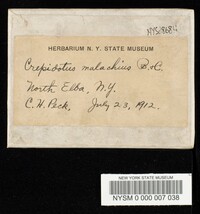 HERBARIUM N. Y. STATE MUSEUM
Crepidotus malachius B. & C.
North Elba, N.Y.
C. H. Peck, July 23, 1912.
NEW YORK STATE MUSEUM
NYSM 0 000 007 038